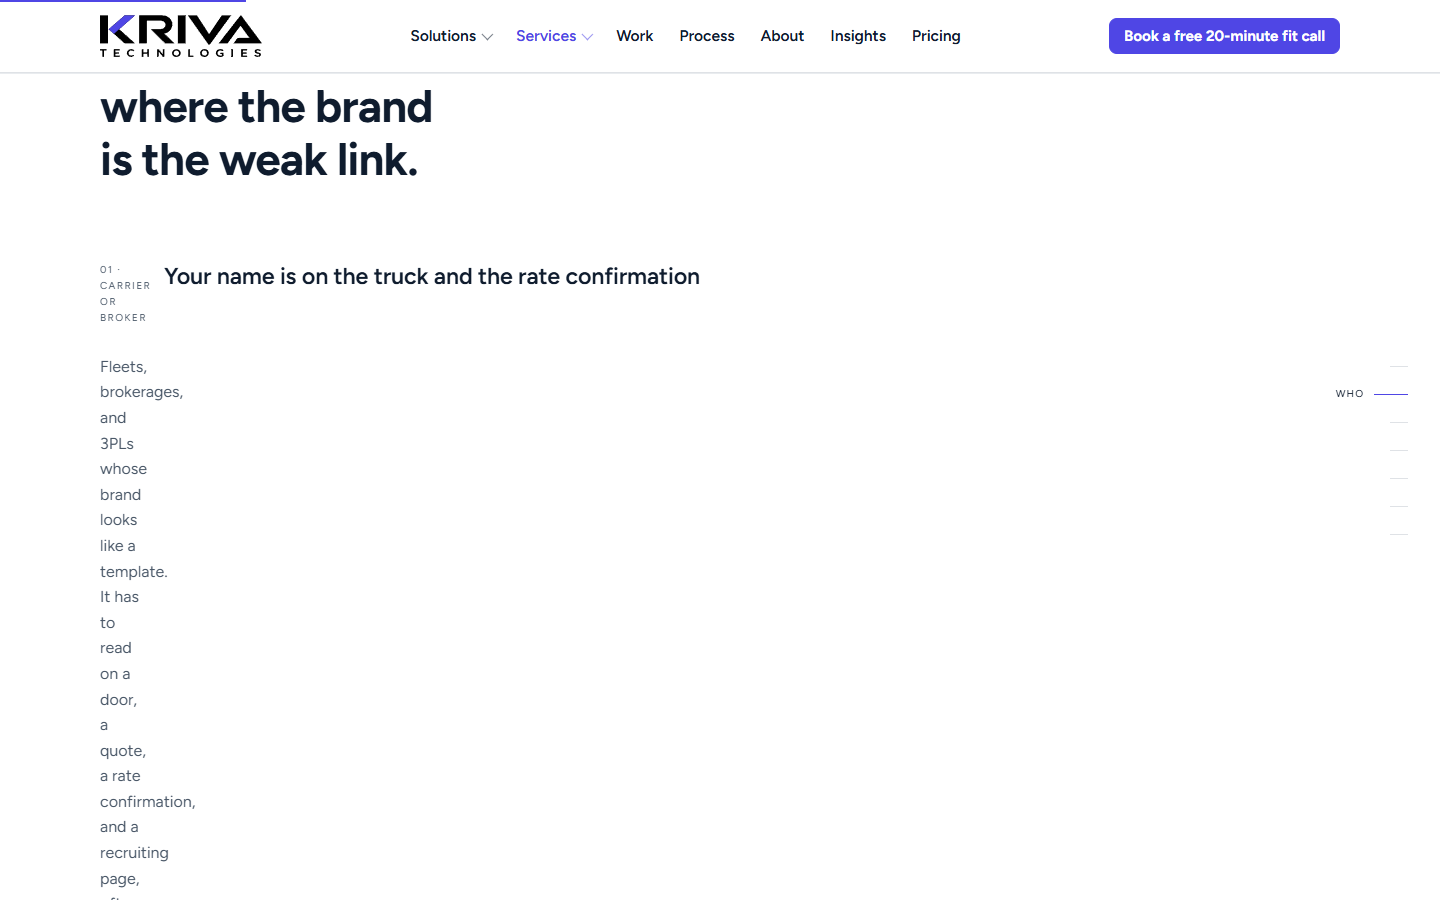 KRIVA
TECHNOLOGIES
Solutions
Services
Work
Process
About
Insights
Pricing
Book a free 20-minute fit call
where the brand
is the weak link.
01 ·
CARRIER
OR
BROKER
Your name is on the truck and the rate confirmation
Fleets,
brokerages,
and
3PLs
whose
brand
looks
like a
template.
It has
to
read
on a
door,
a
quote,
a rate
confirmation,
and a
recruiting
page,
WHO